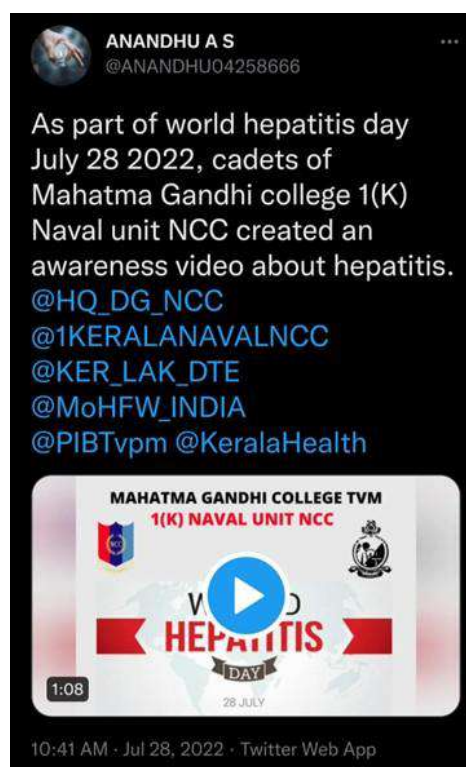 ANANDHU A S
@ANANDHU04258666
As part of world hepatitis day
July 28 2022, cadets of
Mahatma Gandhi college 1(K)
Naval unit NCC created an
awareness video about hepatitis.
@HQ_DG_NCC
@1KERALANAVALNCC
@KER_LAK_DTE
@MoHFW_INDIA
@PIBTvpm @KeralaHealth
MAHATMA GANDHI COLLEGE TVM
1(K) NAVAL UNIT NCC
NCC
HEPATITIS
DAY
28 JULY
1:08
10:41 AM · Jul 28, 2022 · Twitter Web App